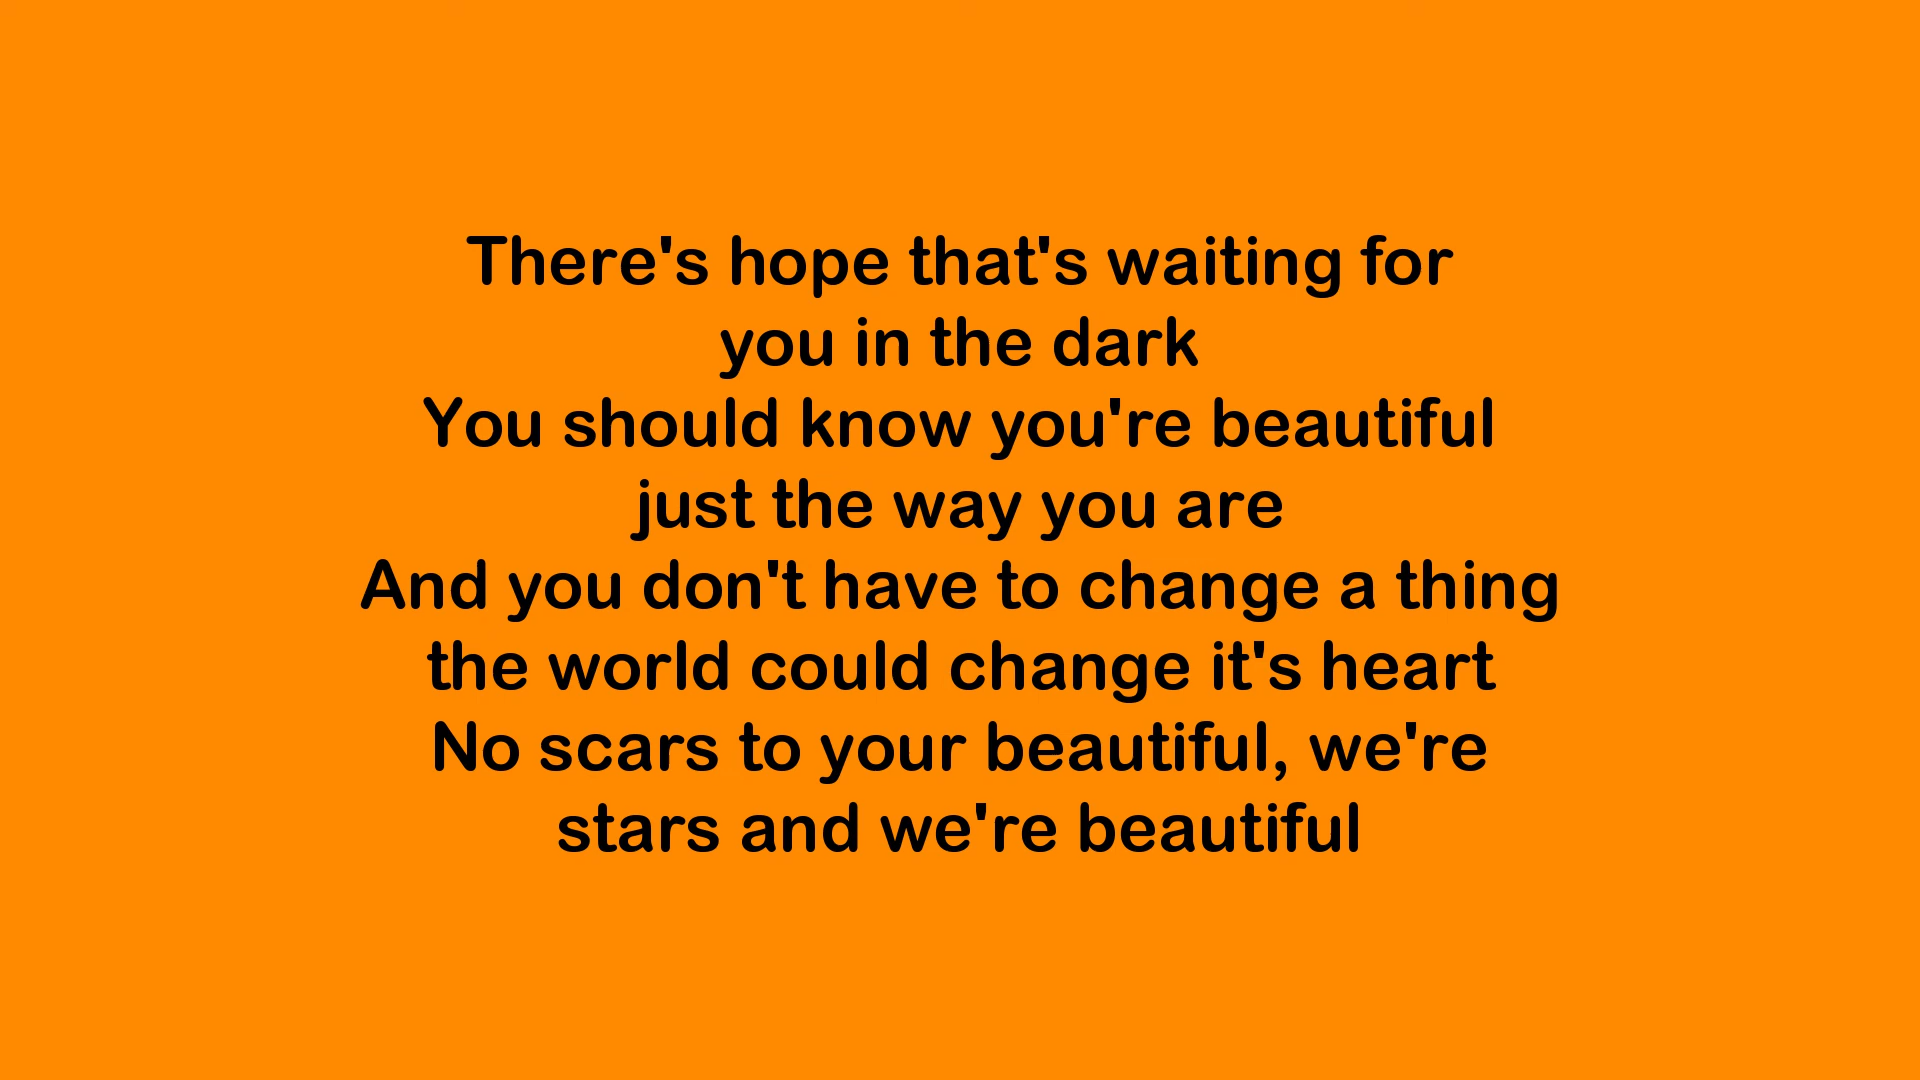 There's hope that's waiting for
you in the dark
You should know you're beautiful
just the way you are
And you don't have to change a thing
the world could change it's heart
No scars to your beautiful, we're
stars and we're beautiful